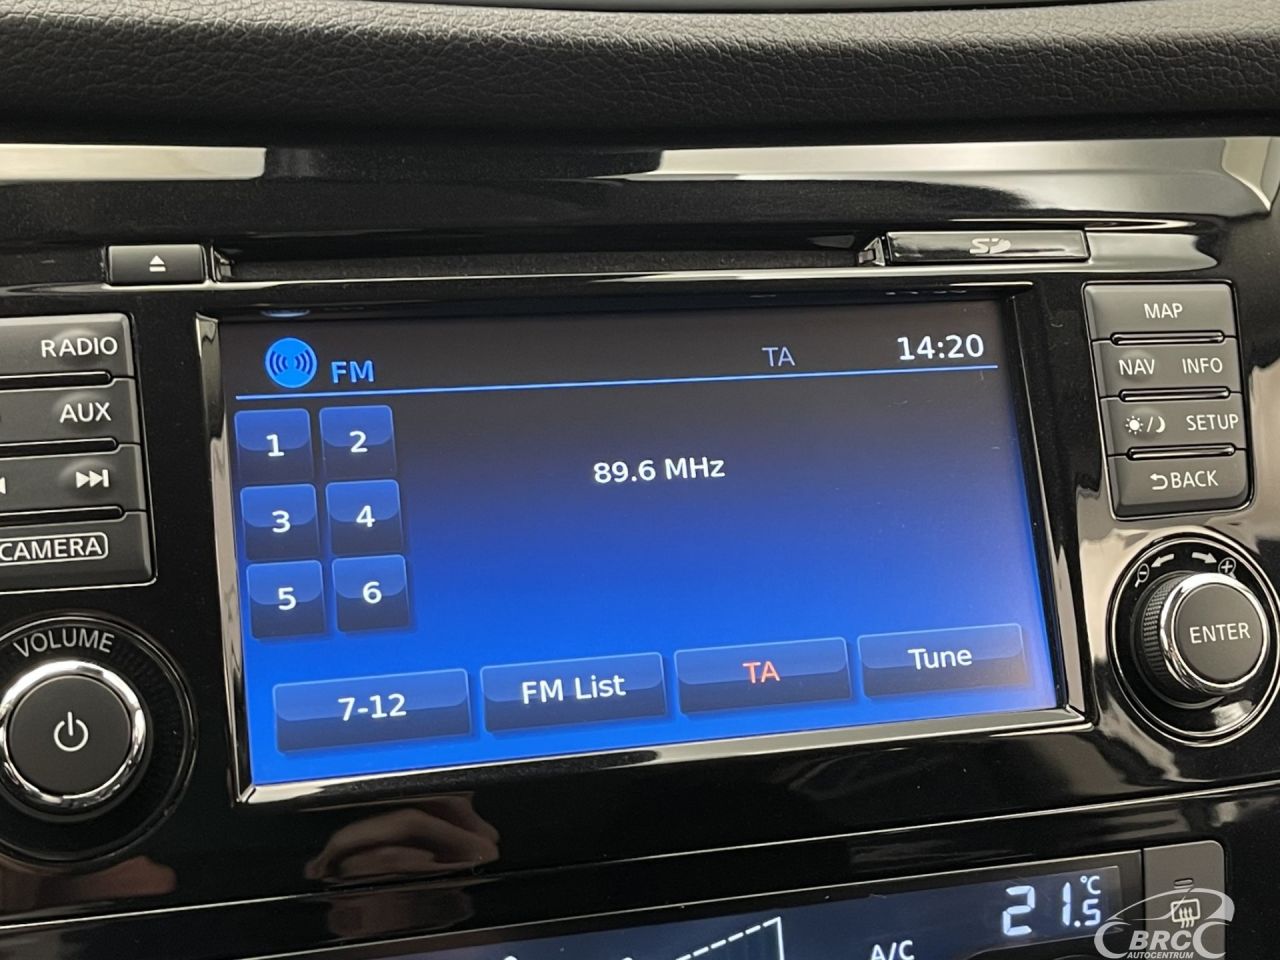 SD
RADIO
MAP
FM
TA
14:20
NAV
INFO
AUX
1
2
89.6 MHz
SETUP
3
4
BACK
CAMERA
5
6
VOLUME
ENTER
7-12
FM List
TA
Tune
21.5 °C
A/C
BRC
AUTOCENTRUM